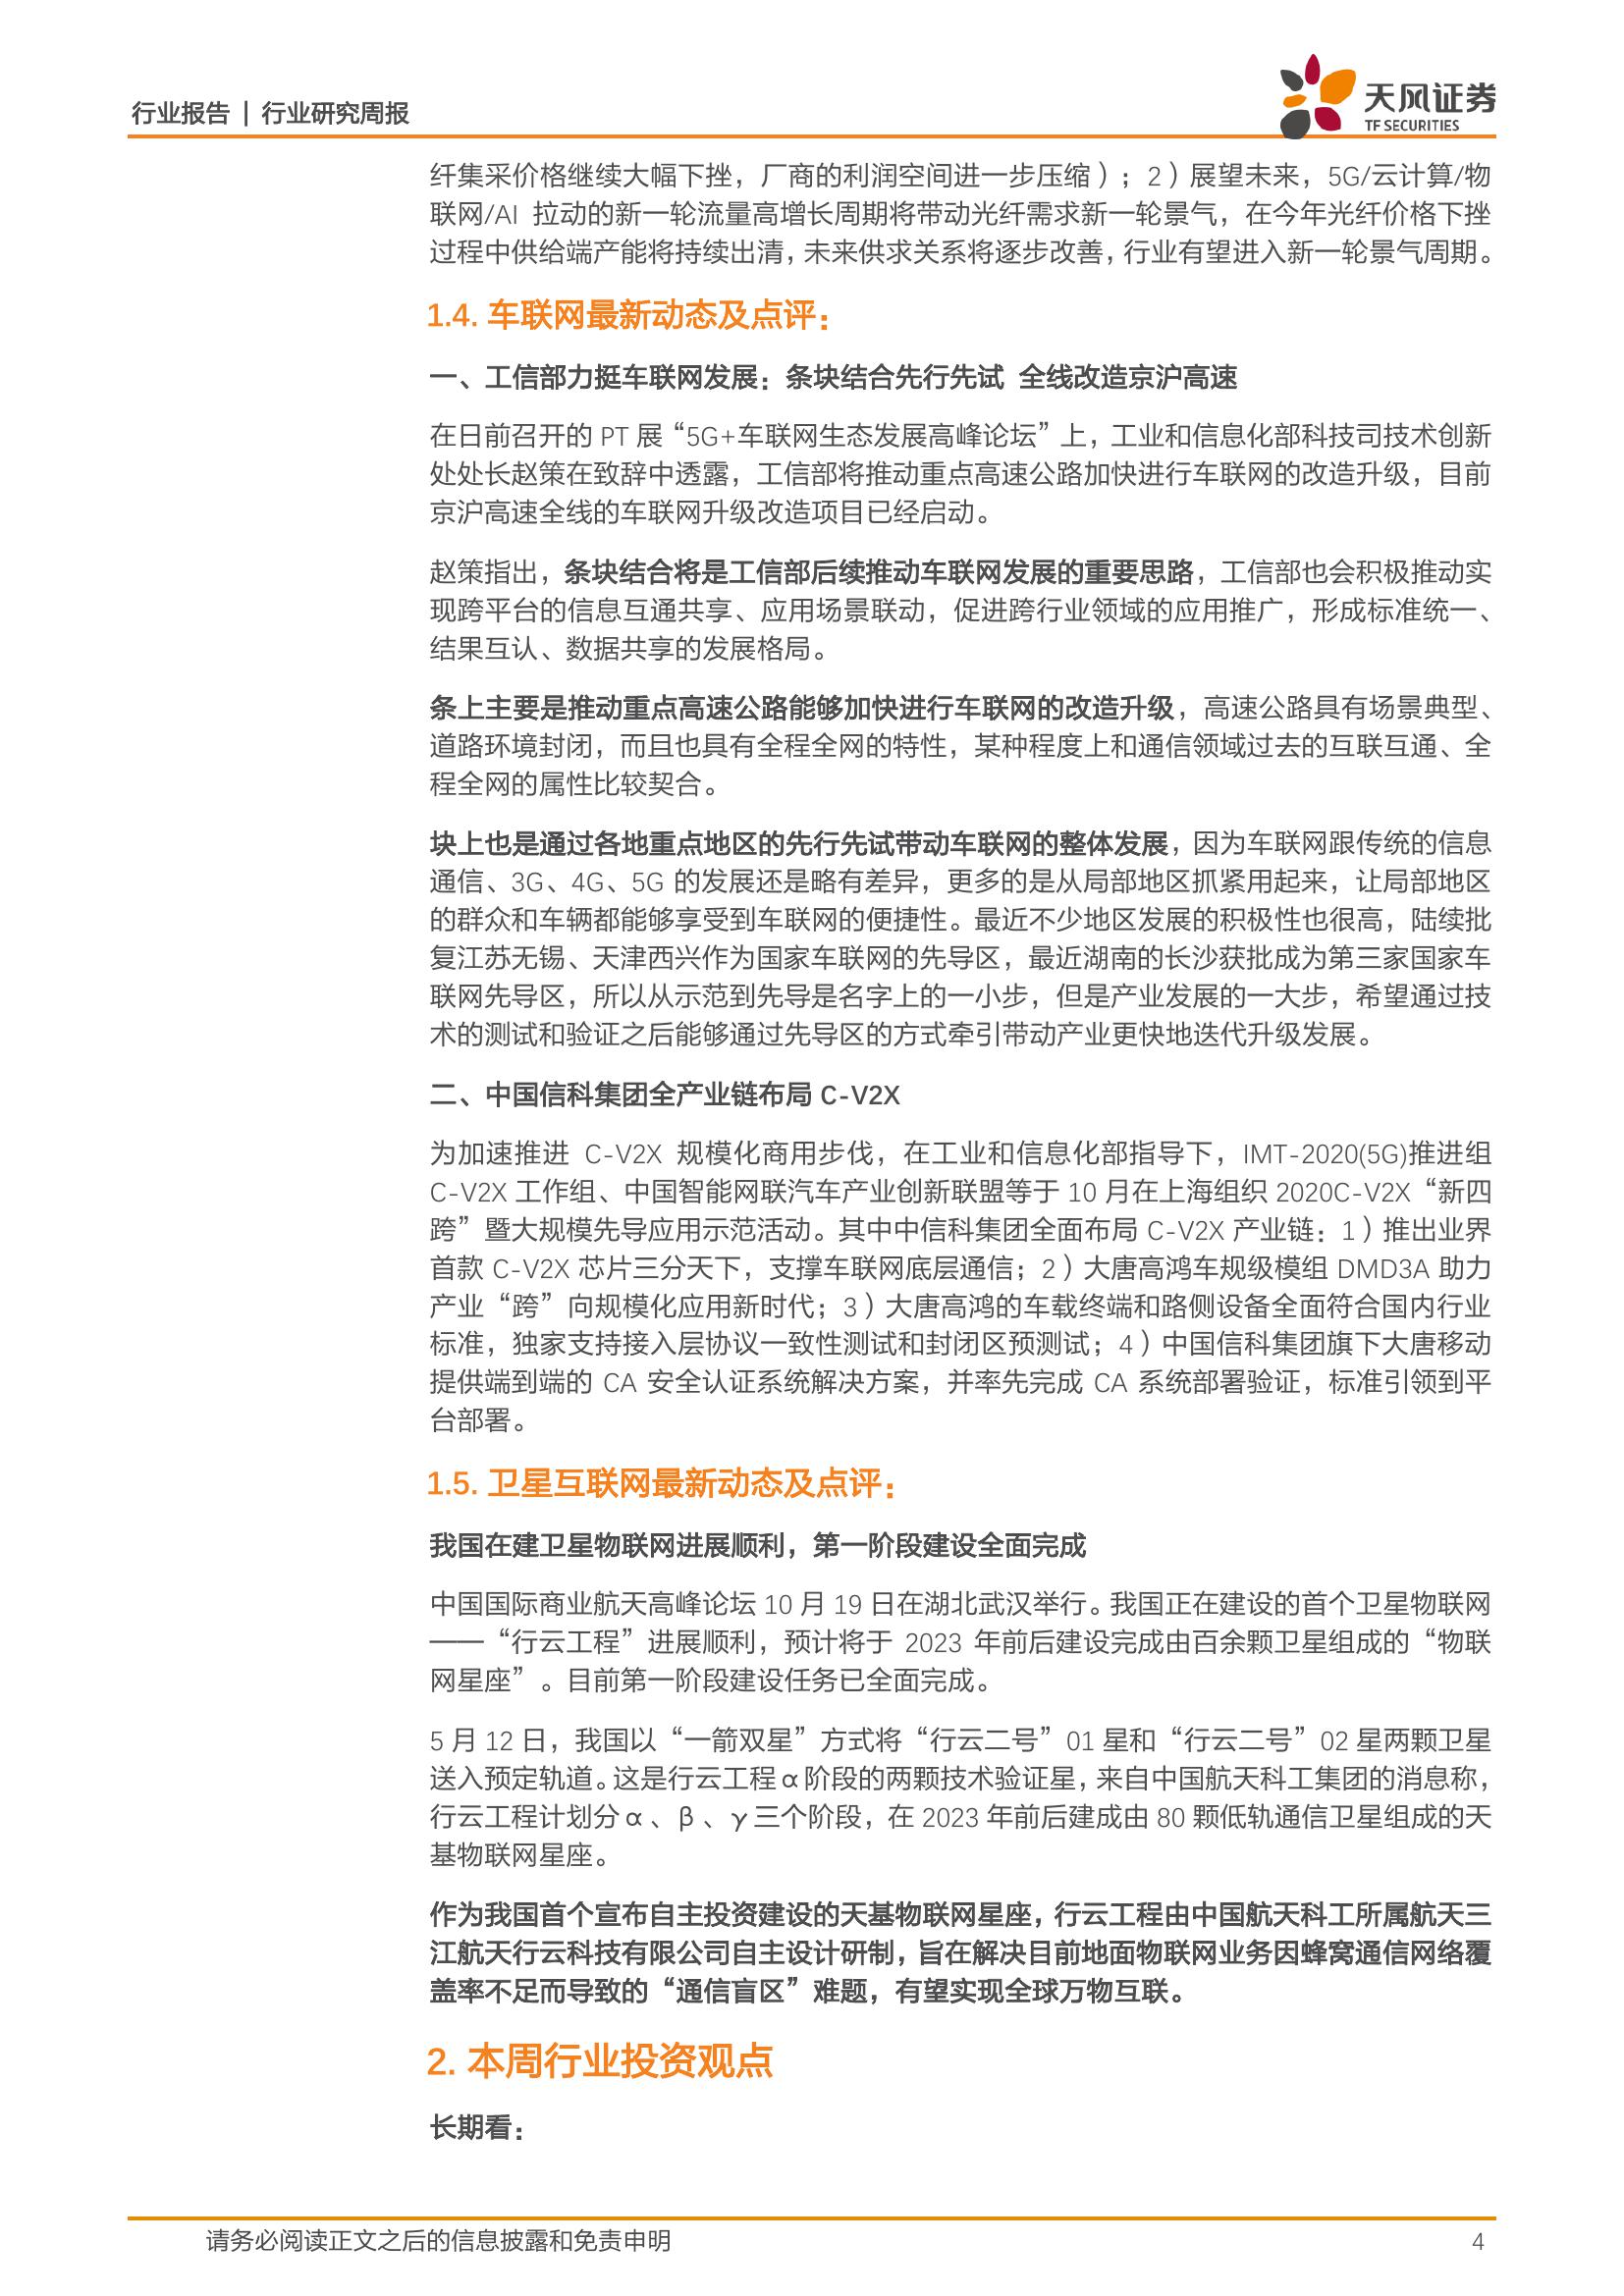 行业报告 | 行业研究周报
天风证券
TF SECURITIES
纤集采价格继续大幅下挫，厂商的利润空间进一步压缩）；2）展望未来，5G/云计算/物
联网/AI 拉动的新一轮流量高增长周期将带动光纤需求新一轮景气，在今年光纤价格下挫
过程中供给端产能将持续出清，未来供求关系将逐步改善，行业有望进入新一轮景气周期。
1.4. 车联网最新动态及点评：
一、工信部力挺车联网发展：条块结合先行先试 全线改造京沪高速
在日前召开的 PT 展“5G+车联网生态发展高峰论坛”上，工业和信息化部科技司技术创新
处处长赵策在致辞中透露，工信部将推动重点高速公路加快进行车联网的改造升级，目前
京沪高速全线的车联网升级改造项目已经启动。
赵策指出，条块结合将是工信部后续推动车联网发展的重要思路，工信部也会积极推动实
现跨平台的信息互通共享、应用场景联动，促进跨行业领域的应用推广，形成标准统一、
结果互认、数据共享的发展格局。
条上主要是推动重点高速公路能够加快进行车联网的改造升级，高速公路具有场景典型、
道路环境封闭，而且也具有全程全网的特性，某种程度上和通信领域过去的互联互通、全
程全网的属性比较契合。
块上也是通过各地重点地区的先行先试带动车联网的整体发展，因为车联网跟传统的信息
通信、3G、4G、5G 的发展还是略有差异，更多的是从局部地区抓紧用起来，让局部地区
的群众和车辆都能够享受到车联网的便捷性。最近不少地区发展的积极性也很高，陆续批
复江苏无锡、天津西兴作为国家车联网的先导区，最近湖南的长沙获批成为第三家国家车
联网先导区，所以从示范到先导是名字上的一小步，但是产业发展的一大步，希望通过技
术的测试和验证之后能够通过先导区的方式牵引带动产业更快地迭代升级发展。
二、中国信科集团全产业链布局 C-V2X
为加速推进 C-V2X 规模化商用步伐，在工业和信息化部指导下，IMT-2020(5G)推进组
C-V2X 工作组、中国智能网联汽车产业创新联盟等于 10 月在上海组织 2020C-V2X“新四
跨”暨大规模先导应用示范活动。其中中信科集团全面布局 C-V2X 产业链：1）推出业界
首款 C-V2X 芯片三分天下，支撑车联网底层通信；2）大唐高鸿车规级模组 DMD3A 助力
产业“跨”向规模化应用新时代；3）大唐高鸿的车载终端和路侧设备全面符合国内行业
标准，独家支持接入层协议一致性测试和封闭区预测试；4）中国信科集团旗下大唐移动
提供端到端的 CA 安全认证系统解决方案，并率先完成 CA 系统部署验证，标准引领到平
台部署。
1.5. 卫星互联网最新动态及点评：
我国在建卫星物联网进展顺利，第一阶段建设全面完成
中国国际商业航天高峰论坛 10 月 19 日在湖北武汉举行。我国正在建设的首个卫星物联网
——“行云工程”进展顺利，预计将于 2023 年前后建设完成由百余颗卫星组成的“物联
网星座”。目前第一阶段建设任务已全面完成。
5 月 12 日，我国以“一箭双星”方式将“行云二号”01 星和“行云二号”02 星两颗卫星
送入预定轨道。这是行云工程α阶段的两颗技术验证星，来自中国航天科工集团的消息称，
行云工程计划分α、β、γ三个阶段，在 2023 年前后建成由 80 颗低轨通信卫星组成的天
基物联网星座。
作为我国首个宣布自主投资建设的天基物联网星座，行云工程由中国航天科工所属航天三
江航天行云科技有限公司自主设计研制，旨在解决目前地面物联网业务因蜂窝通信网络覆
盖率不足而导致的“通信盲区”难题，有望实现全球万物互联。
2. 本周行业投资观点
长期看：
请务必阅读正文之后的信息披露和免责申明
4